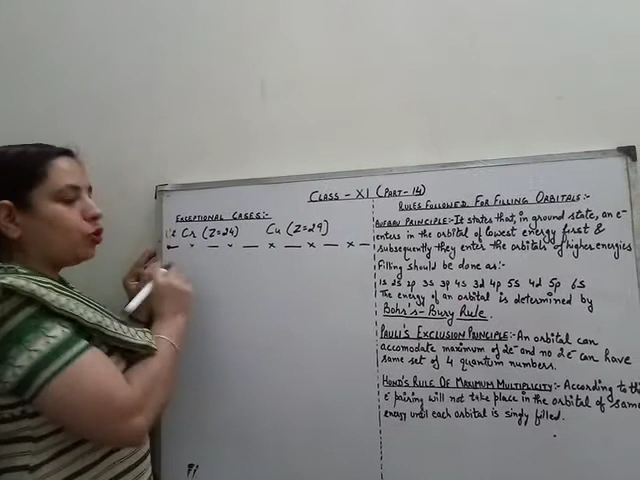 CLASS - XI (PART-14)
EXCEPTIONAL CASES:-
Cr (Z=24) Cu (Z=29)
RULES FOLLOWED FOR FILLING ORBITALS:-
AUFBAU PRINCIPLE:- It states that, in ground state, an e-
enters in the orbital of lowest energy first &
subsequently they enter the orbitals of higher energies
Filling should be done as:-
1s 2s 2p 3s 3p 4s 3d 4p 5s 4d 5p 6s
The energy of an orbital is determined by
Bohr's-Bury Rule.
PAULI'S EXCLUSION PRINCIPLE:- An orbital can
accomodate maximum of 2e- and no 2e- can have
same set of 4 quantum numbers.
HUND'S RULE OF MAXIMUM MULTIPLICITY:- According to this
e- pairing will not take place in the orbital of same
energy until each orbital is singly filled.